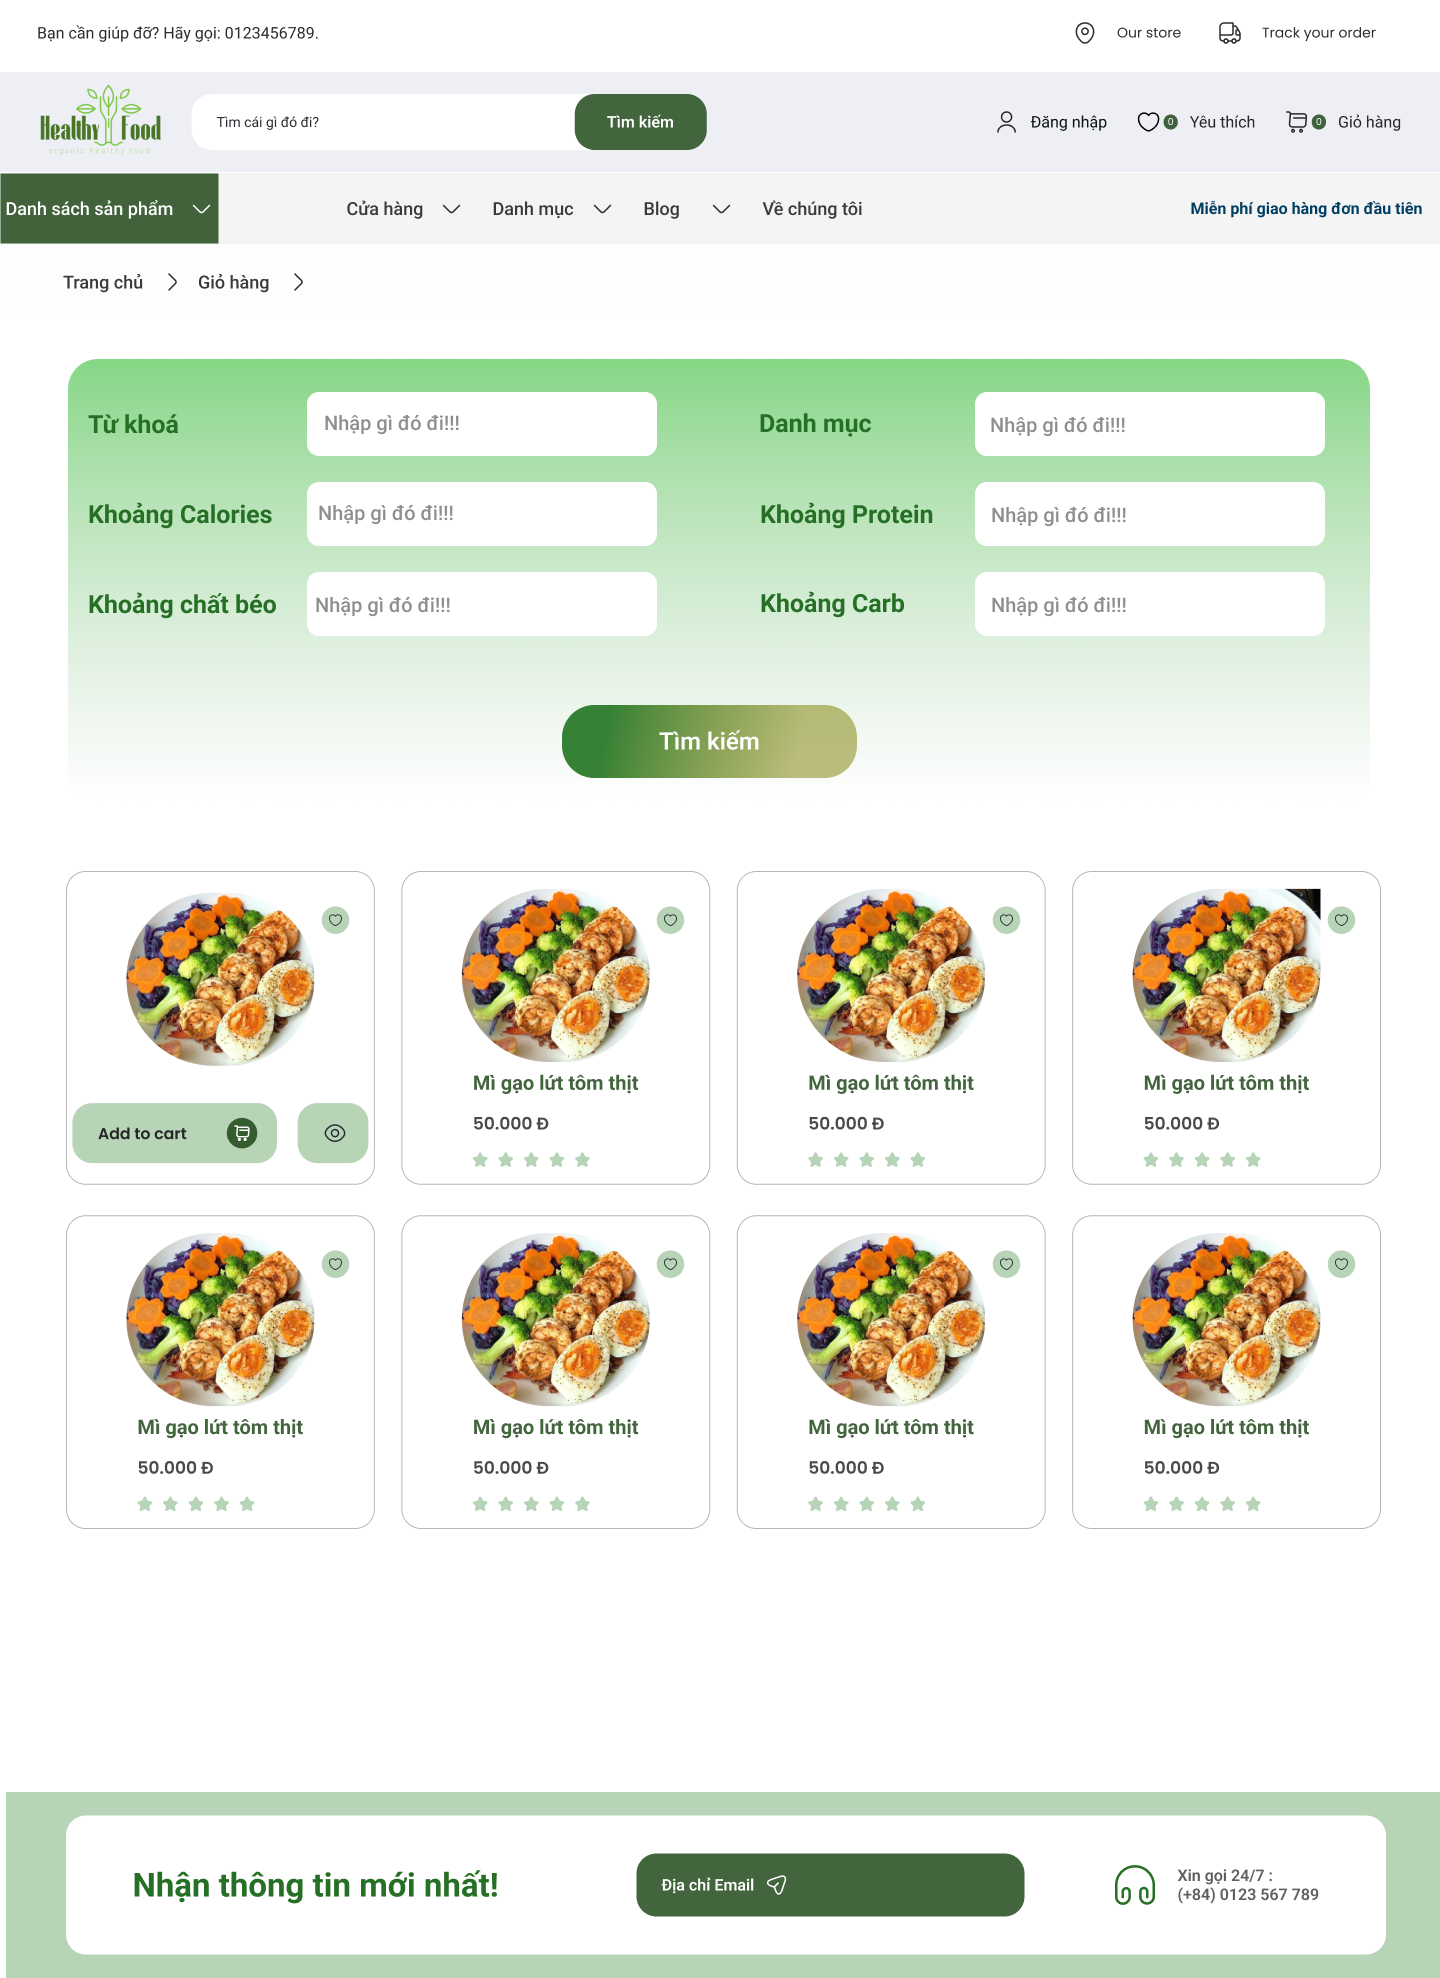 Bạn cần giúp đỡ? Hãy gọi: 0123456789.
Our store
Track your order
Healthy Food
organic healthy food
Tìm cái gì đó đi?
Tìm kiếm
Đăng nhập
0
Yêu thích
0
Giỏ hàng
Danh sách sản phẩm
Cửa hàng
Danh mục
Blog
Về chúng tôi
Miễn phí giao hàng đơn đầu tiên
Trang chủ
Giỏ hàng
Từ khoá
Nhập gì đó đi!!!
Danh mục
Nhập gì đó đi!!!
Khoảng Calories
Nhập gì đó đi!!!
Khoảng Protein
Nhập gì đó đi!!!
Khoảng chất béo
Nhập gì đó đi!!!
Khoảng Carb
Nhập gì đó đi!!!
Tìm kiếm
Add to cart
Mì gạo lứt tôm thịt
50.000 Đ
Mì gạo lứt tôm thịt
50.000 Đ
Mì gạo lứt tôm thịt
50.000 Đ
Mì gạo lứt tôm thịt
50.000 Đ
Mì gạo lứt tôm thịt
50.000 Đ
Mì gạo lứt tôm thịt
50.000 Đ
Mì gạo lứt tôm thịt
50.000 Đ
Nhận thông tin mới nhất!
Địa chỉ Email
Xin gọi 24/7 :
(+84) 0123 567 789